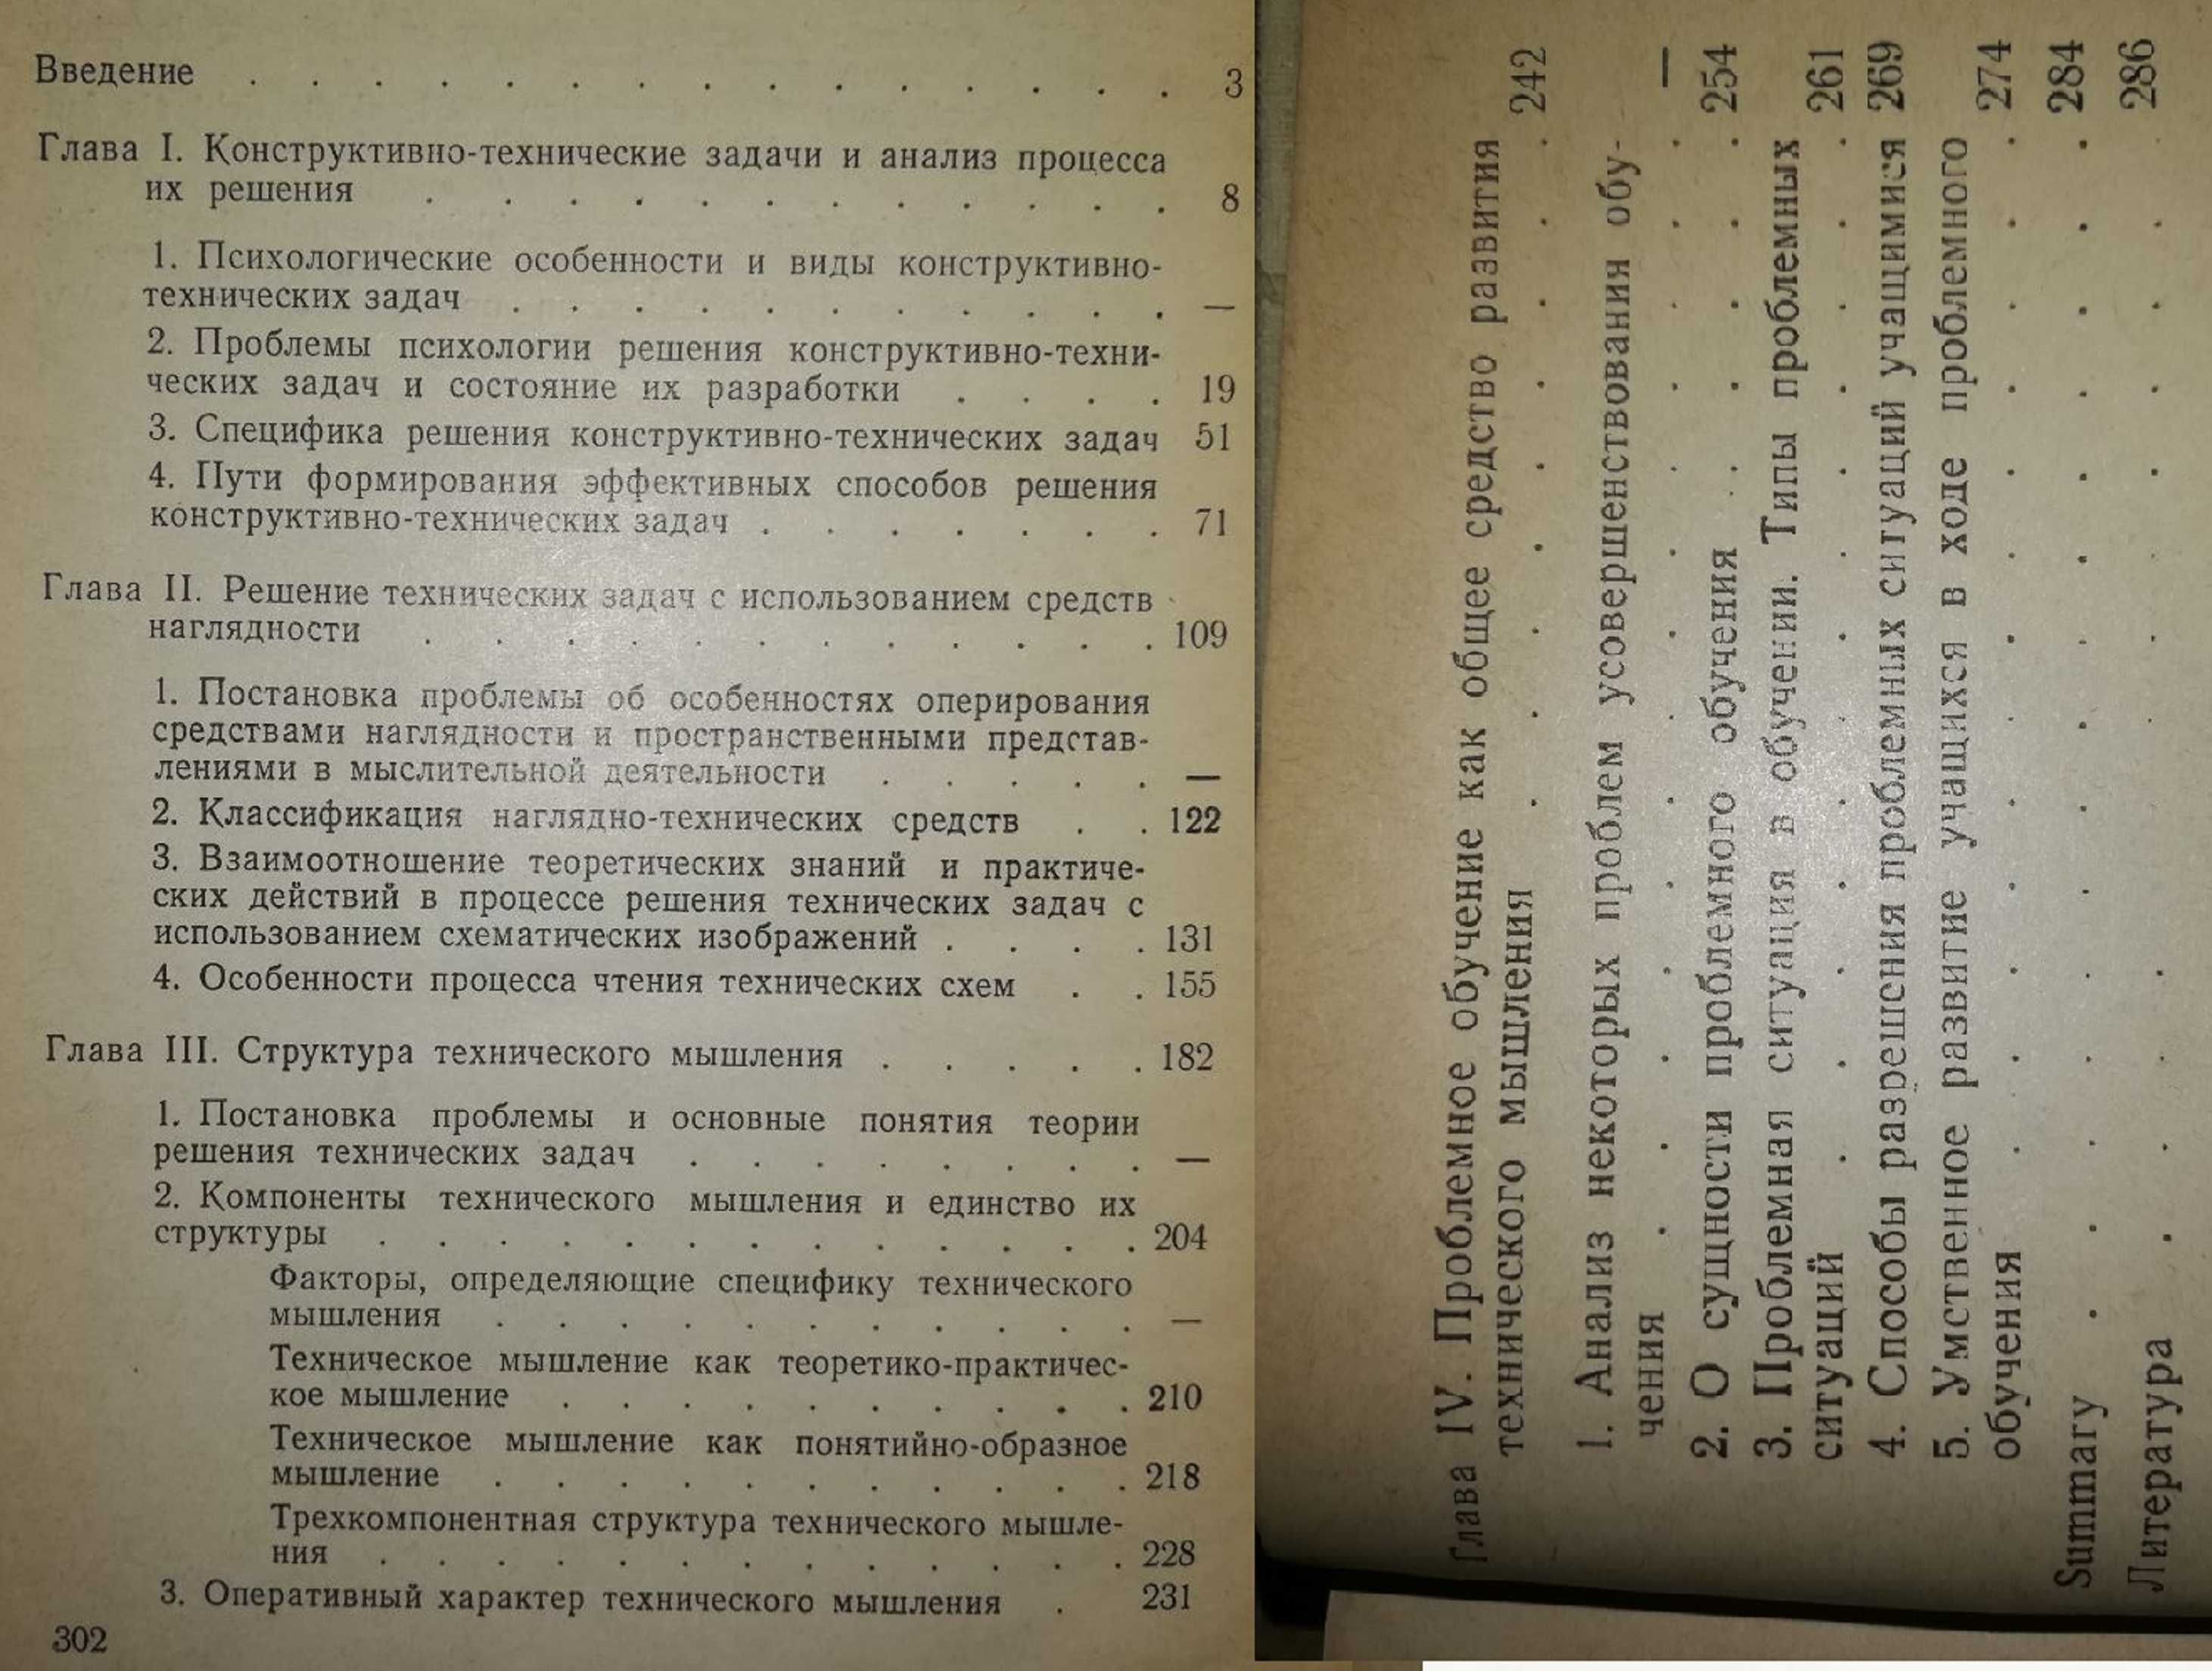 Введение . . . . . . . . . . . . . . . 3
Глава I. Конструктивно-технические задачи и анализ процесса
их решения . . . . . . . . . . . . 8
1. Психологические особенности и виды конструктивно-
технических задач . . . . . . . . . . . —
2. Проблемы психологии решения конструктивно-техни-
ческих задач и состояние их разработки . . . . 19
3. Специфика решения конструктивно-технических задач 51
4. Пути формирования эффективных способов решения
конструктивно-технических задач . . . . . . . 71
Глава II. Решение технических задач с использованием средств
наглядности . . . . . . . . . . . . 109
1. Постановка проблемы об особенностях оперирования
средствами наглядности и пространственными представ-
лениями в мыслительной деятельности . . . . . —
2. Классификация наглядно-технических средств . . 122
3. Взаимоотношение теоретических знаний и практиче-
ских действий в процессе решения технических задач с
использованием схематических изображений . . . . 131
4. Особенности процесса чтения технических схем . . 155
Глава III. Структура технического мышления . . . . . 182
1. Постановка проблемы и основные понятия теории
решения технических задач . . . . . . . . —
2. Компоненты технического мышления и единство их
структуры . . . . . . . . . . . . . 204
Факторы, определяющие специфику технического
мышления . . . . . . . . . . . —
Техническое мышление как теоретико-практичес-
кое мышление . . . . . . . . . . 210
Техническое мышление как понятийно-образное
мышление . . . . . . . . . . . 218
Трехкомпонентная структура технического мышле-
ния . . . . . . . . . . . . . 228
3. Оперативный характер технического мышления . 231
302
Глава IV. Проблемное обучение как общее средство развития
технического мышления . . . . . . . . . 242
1. Анализ некоторых проблем усовершенствования обу-
чения . . . . . . . . . . . . . . —
2. О сущности проблемного обучения . . . . . . 254
3. Проблемная ситуация в обучении. Типы проблемных
ситуаций . . . . . . . . . . . . . 261
4. Способы разрешения проблемных ситуаций учащимися 269
5. Умственное развитие учащихся в ходе проблемного
обучения . . . . . . . . . . . . . 274
Summary . . . . . . . . . . . . . . . 284
Литература . . . . . . . . . . . . . . 286